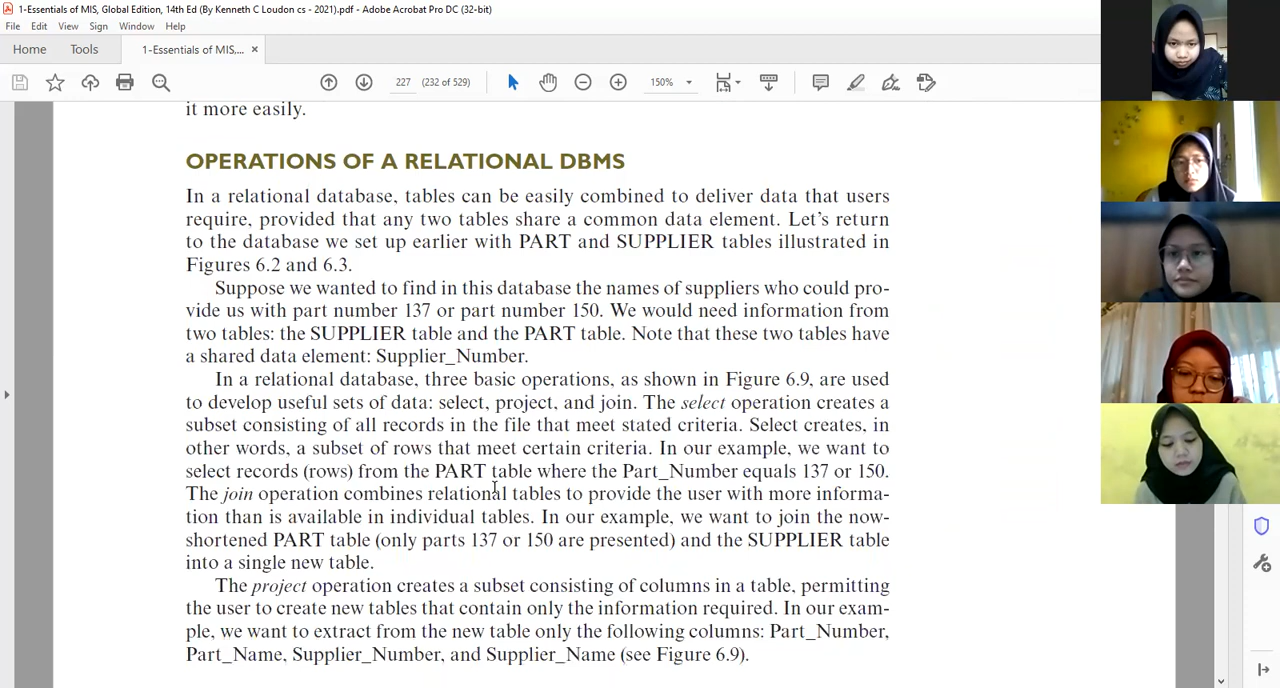 1-Essentials of MIS, Global Edition, 14th Ed (By Kenneth C Loudon cs - 2021).pdf - Adobe Acrobat Pro DC (32-bit)
File Edit View Sign Window Help
Home Tools 1-Essentials of MIS,... ×
227 (232 of 529) 150%
it more easily.
OPERATIONS OF A RELATIONAL DBMS
In a relational database, tables can be easily combined to deliver data that users
require, provided that any two tables share a common data element. Let's return
to the database we set up earlier with PART and SUPPLIER tables illustrated in
Figures 6.2 and 6.3.
Suppose we wanted to find in this database the names of suppliers who could pro-
vide us with part number 137 or part number 150. We would need information from
two tables: the SUPPLIER table and the PART table. Note that these two tables have
a shared data element: Supplier_Number.
In a relational database, three basic operations, as shown in Figure 6.9, are used
to develop useful sets of data: select, project, and join. The select operation creates a
subset consisting of all records in the file that meet stated criteria. Select creates, in
other words, a subset of rows that meet certain criteria. In our example, we want to
select records (rows) from the PART table where the Part_Number equals 137 or 150.
The join operation combines relational tables to provide the user with more informa-
tion than is available in individual tables. In our example, we want to join the now-
shortened PART table (only parts 137 or 150 are presented) and the SUPPLIER table
into a single new table.
The project operation creates a subset consisting of columns in a table, permitting
the user to create new tables that contain only the information required. In our exam-
ple, we want to extract from the new table only the following columns: Part_Number,
Part_Name, Supplier_Number, and Supplier_Name (see Figure 6.9).